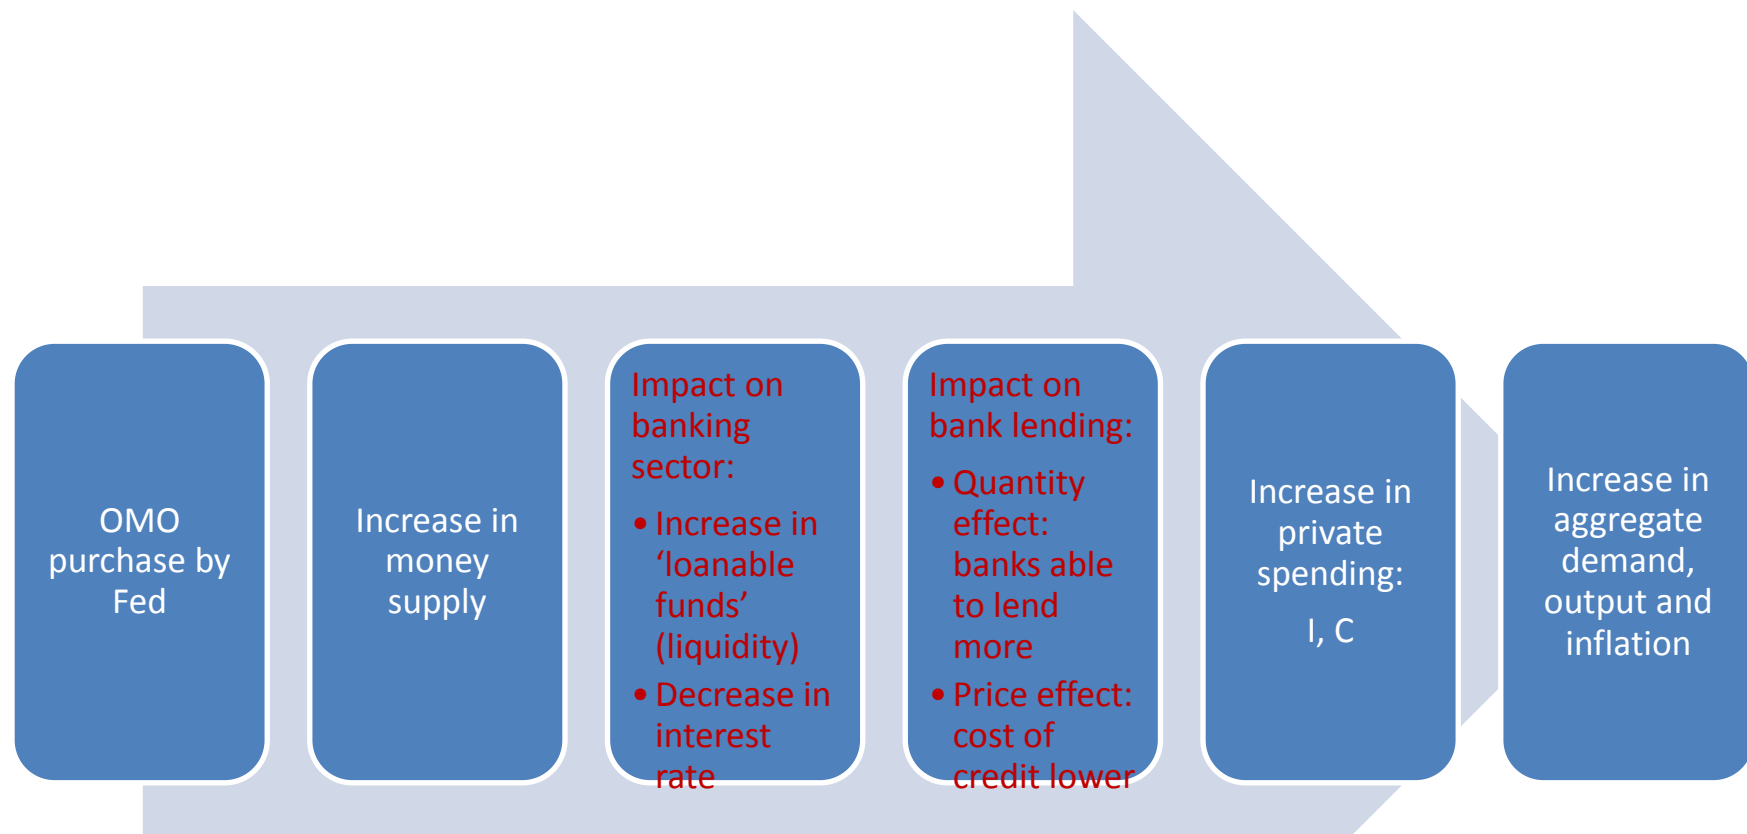 OMO
purchase by
Fed
Increase in
money
supply
Impact on
banking
sector:
• Increase in
‘loanable
funds’
(liquidity)
• Decrease in
interest
rate
Impact on
bank lending:
• Quantity
effect:
banks able
to lend
more
• Price effect:
cost of
credit lower
Increase in
private
spending:
I, C
Increase in
aggregate
demand,
output and
inflation